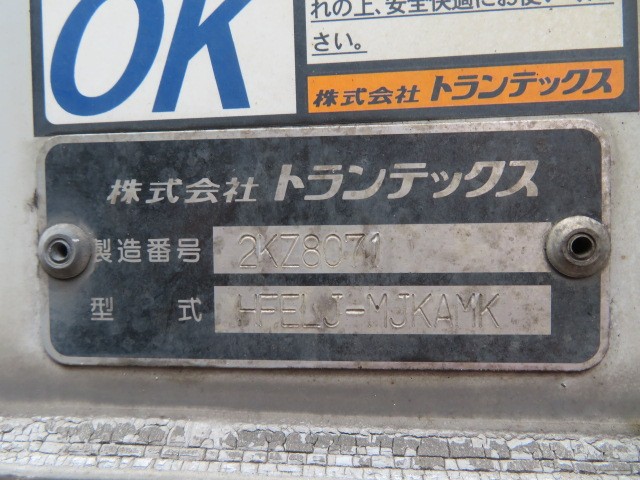 OK
れの上、安全快適にお使い
さい。
株式会社 トランテックス
株式会社 トランテックス
製造番号 2KZ8071
型 式 HFELJ-MJKAMK